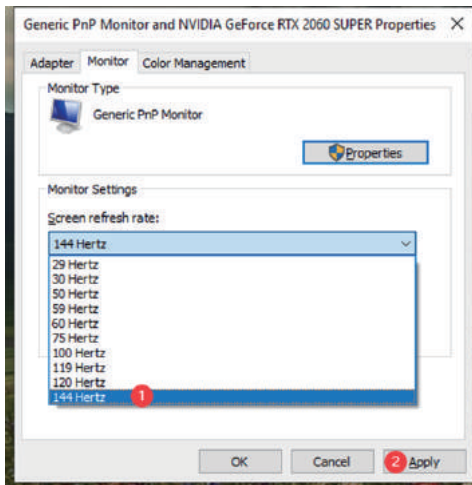 Generic PnP Monitor and NVIDIA GeForce RTX 2060 SUPER Properties
Adapter Monitor Color Management
Monitor Type
Generic PnP Monitor
Properties
Monitor Settings
Screen refresh rate:
144 Hertz
29 Hertz
30 Hertz
50 Hertz
59 Hertz
60 Hertz
75 Hertz
100 Hertz
119 Hertz
120 Hertz
144 Hertz 1
OK Cancel 2 Apply